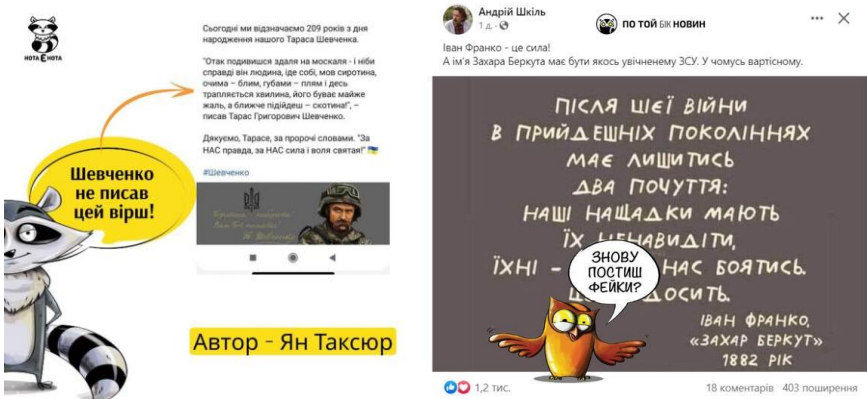 НОТА Є НОТА
Сьогодні ми відзначаємо 209 років з дня
народження нашого Тараса Шевченка.
"Отак подивишся здаля на москаля - і ніби
справді він людина, іде собі, мов сиротина,
очима – блим, губами – плям і десь
трапляється хвилина, його буває майже
жаль, а ближче підійдеш – скотина!", –
писав Тарас Григорович Шевченко.
Дякуємо, Тарасе, за пророчі словами. "За
НАС правда, за НАС сила і воля святая!"
#Шевченко
Шевченко
не писав
цей вірш!
Автор - Ян Таксюр
Андрій Шкіль
1 д. ·
ПО ТОЙ БІК НОВИН
Іван Франко - це сила!
А ім'я Захара Беркута має бути якось увічненему ЗСУ. У чомусь вартісному.
ПІСЛЯ ЦІЄЇ ВІЙНИ
В ПРИЙДЕШНІХ ПОКОЛІННЯХ
МАЄ ЛИШИТИСЬ
ДВА ПОЧУТТЯ:
НАШІ НАЩАДКИ МАЮТЬ
ЇХ НЕНАВИДІТИ,
ЇХНІ – НАС БОЯТИСЬ.
ДОСИТЬ.
ЗНОВУ
ПОСТИШ
ФЕЙКИ?
ІВАН ФРАНКО,
«ЗАХАР БЕРКУТ»
1882 РІК
1,2 тис.
18 коментарів 403 поширення